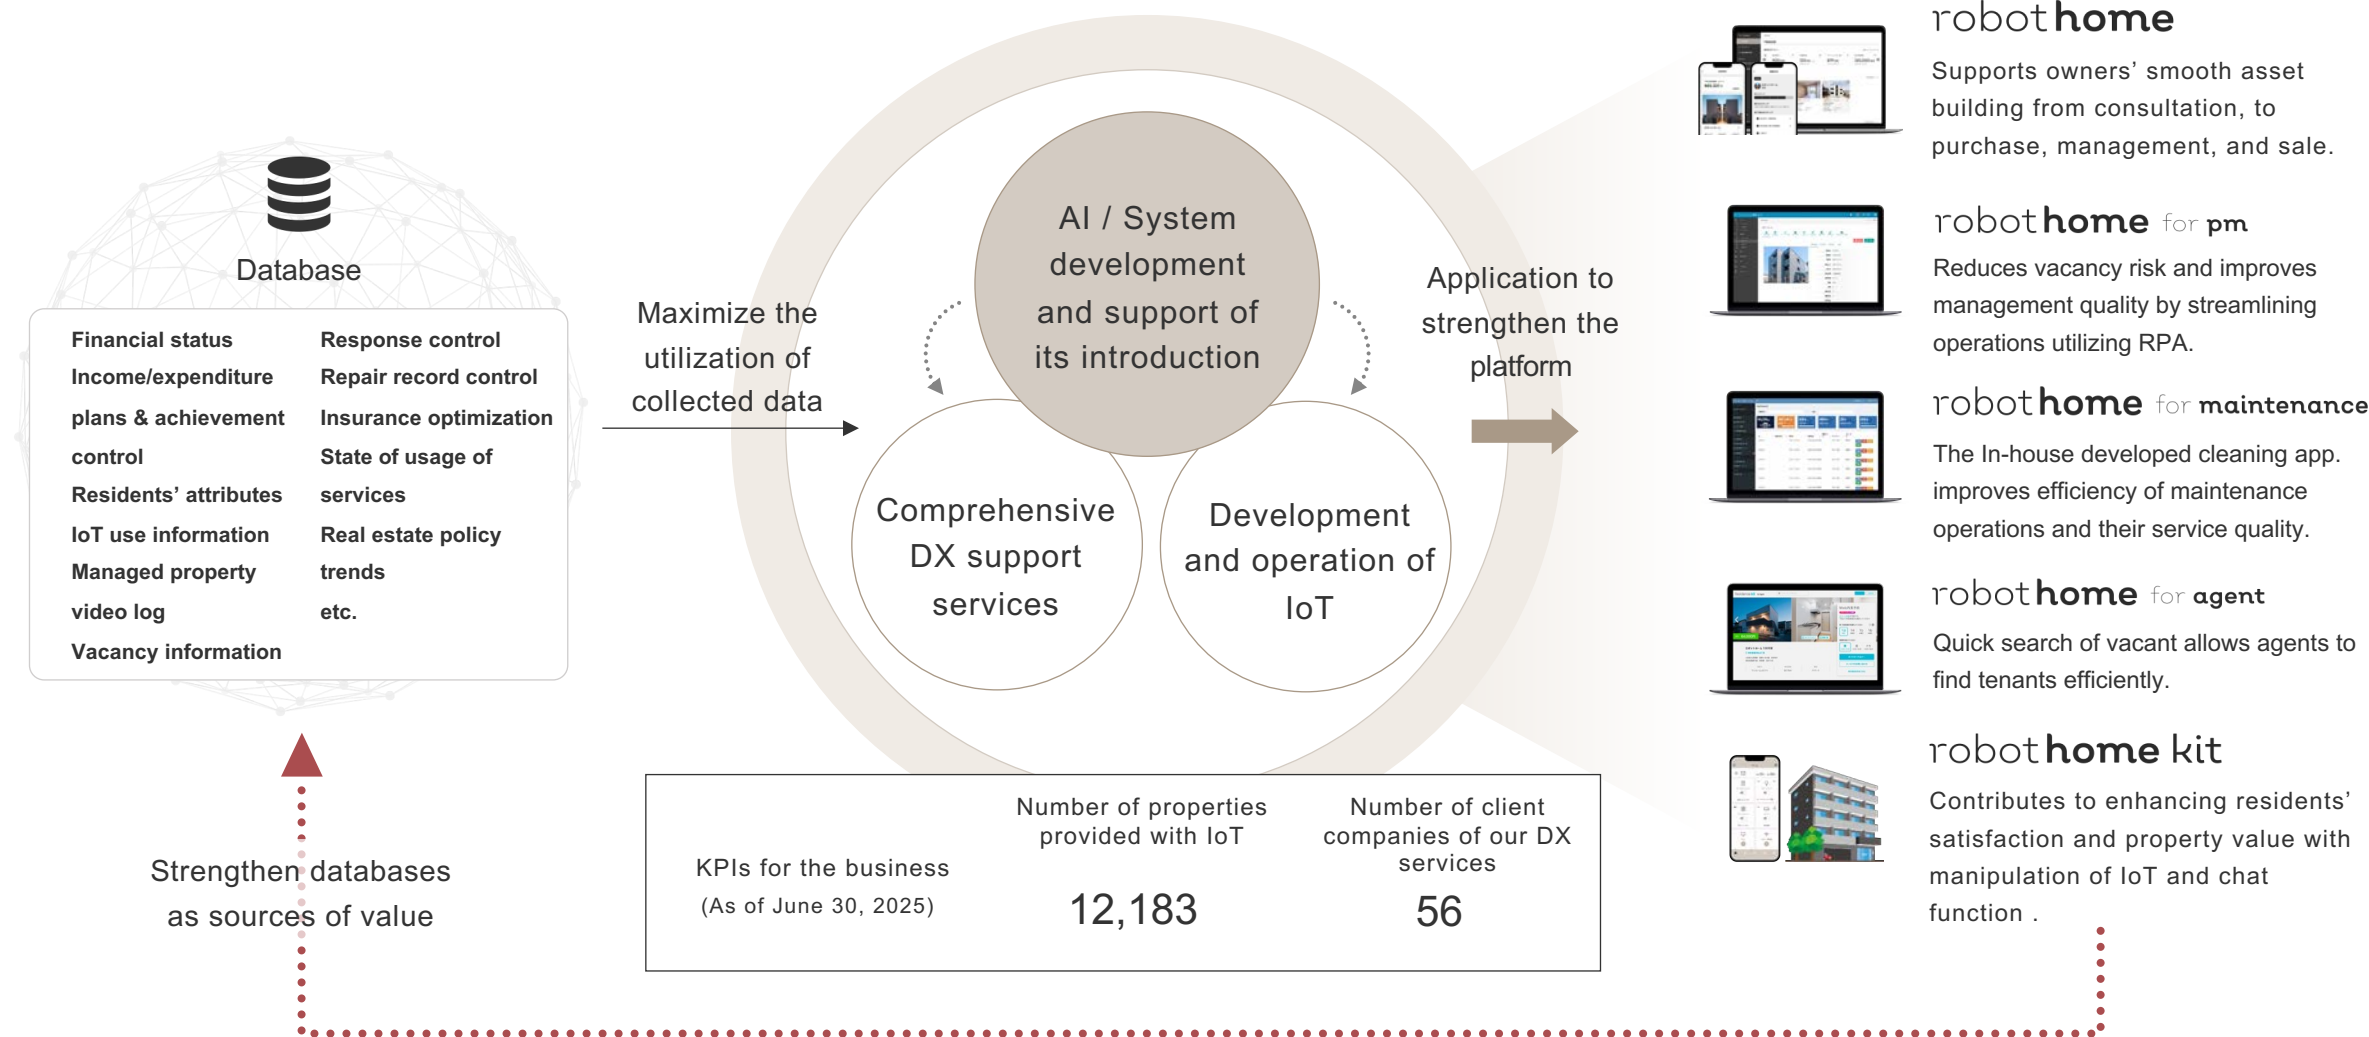 Database
Financial status
Income/expenditure
plans & achievement
control
Residents’ attributes
IoT use information
Managed property
video log
Vacancy information
Response control
Repair record control
Insurance optimization
State of usage of
services
Real estate policy
trends
etc.
Strengthen databases
as sources of value
Maximize the
utilization of
collected data
AI / System
development
and support of
its introduction
Comprehensive
DX support
services
Development
and operation of
IoT
Application to
strengthen the
platform
KPIs for the business
(As of June 30, 2025)
Number of properties
provided with IoT
12,183
Number of client
companies of our DX
services
56
robot home
Supports owners’ smooth asset
building from consultation, to
purchase, management, and sale.
robot home for pm
Reduces vacancy risk and improves
management quality by streamlining
operations utilizing RPA.
robot home for maintenance
The In-house developed cleaning app.
improves efficiency of maintenance
operations and their service quality.
robot home for agent
Quick search of vacant allows agents to
find tenants efficiently.
robot home kit
Contributes to enhancing residents’
satisfaction and property value with
manipulation of IoT and chat
function .